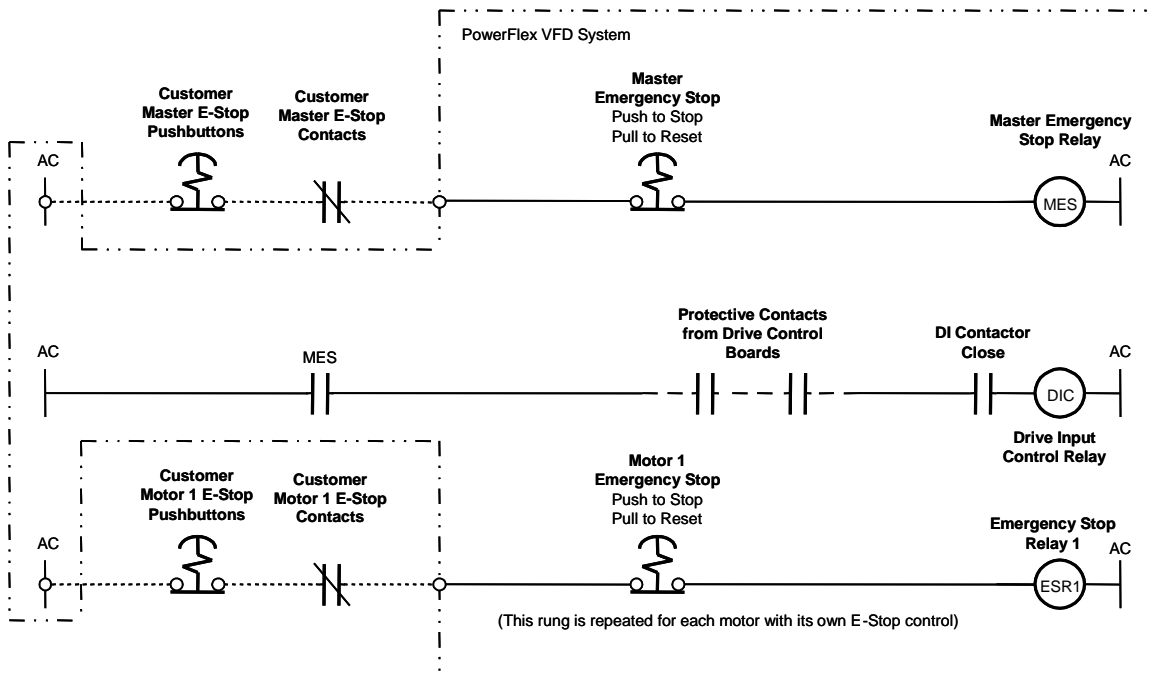 PowerFlex VFD System
Customer
Master E-Stop
Pushbuttons
Customer
Master E-Stop
Contacts
Master
Emergency Stop
Push to Stop
Pull to Reset
Master Emergency
Stop Relay
AC
AC
MES
AC
MES
Protective Contacts
from Drive Control
Boards
DI Contactor
Close
AC
DIC
Drive Input
Control Relay
Customer
Motor 1 E-Stop
Pushbuttons
Customer
Motor 1 E-Stop
Contacts
Motor 1
Emergency Stop
Push to Stop
Pull to Reset
Emergency Stop
Relay 1
AC
AC
ESR1
(This rung is repeated for each motor with its own E-Stop control)